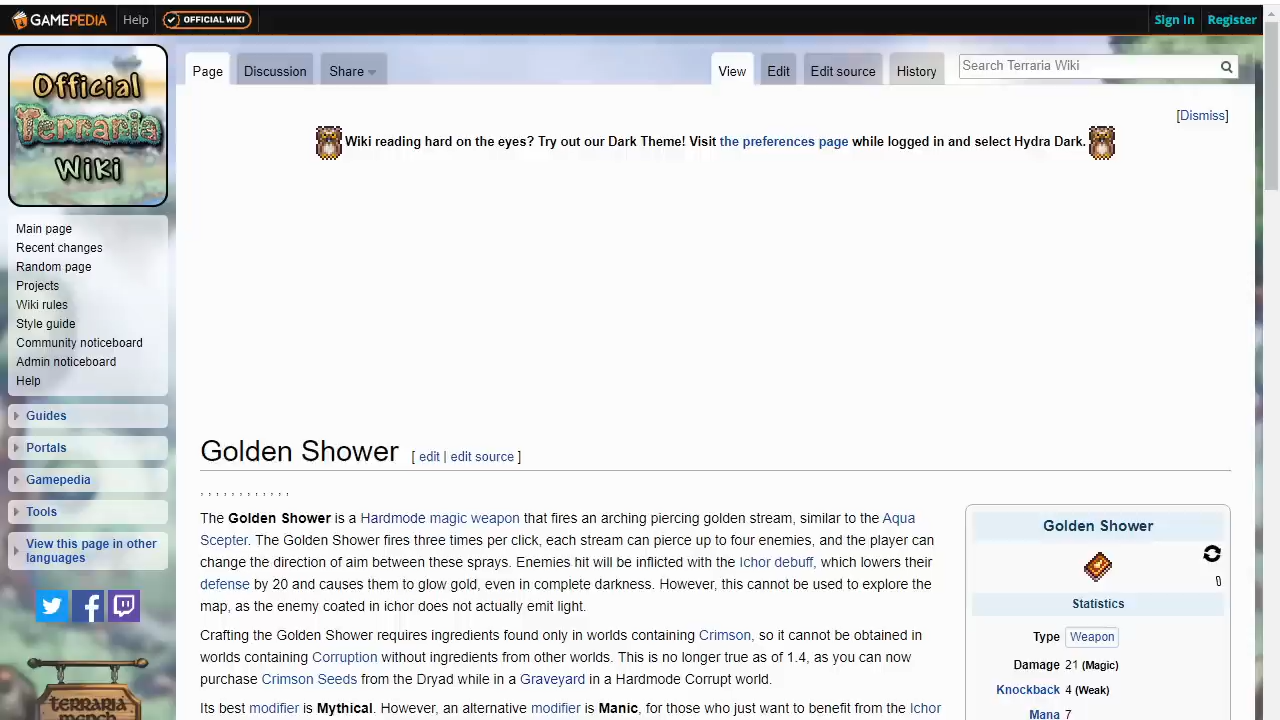 GAMEPEDIA Help OFFICIAL WIKI Sign In Register
Official
Terraria
Wiki
Page Discussion Share View Edit Edit source History Search Terraria Wiki
[Dismiss]
Wiki reading hard on the eyes? Try out our Dark Theme! Visit the preferences page while logged in and select Hydra Dark.
Main page
Recent changes
Random page
Projects
Wiki rules
Style guide
Community noticeboard
Admin noticeboard
Help
Guides
Portals
Gamepedia
Tools
View this page in other
languages
terraria
merch
Golden Shower [ edit | edit source ]
, , , , , , , , , , , ,
The Golden Shower is a Hardmode magic weapon that fires an arching piercing golden stream, similar to the Aqua
Scepter. The Golden Shower fires three times per click, each stream can pierce up to four enemies, and the player can
change the direction of aim between these sprays. Enemies hit will be inflicted with the Ichor debuff, which lowers their
defense by 20 and causes them to glow gold, even in complete darkness. However, this cannot be used to explore the
map, as the enemy coated in ichor does not actually emit light.
Crafting the Golden Shower requires ingredients found only in worlds containing Crimson, so it cannot be obtained in
worlds containing Corruption without ingredients from other worlds. This is no longer true as of 1.4, as you can now
purchase Crimson Seeds from the Dryad while in a Graveyard in a Hardmode Corrupt world.
Its best modifier is Mythical. However, an alternative modifier is Manic, for those who just want to benefit from the Ichor
Golden Shower
Statistics
Type Weapon
Damage 21 (Magic)
Knockback 4 (Weak)
Mana 7